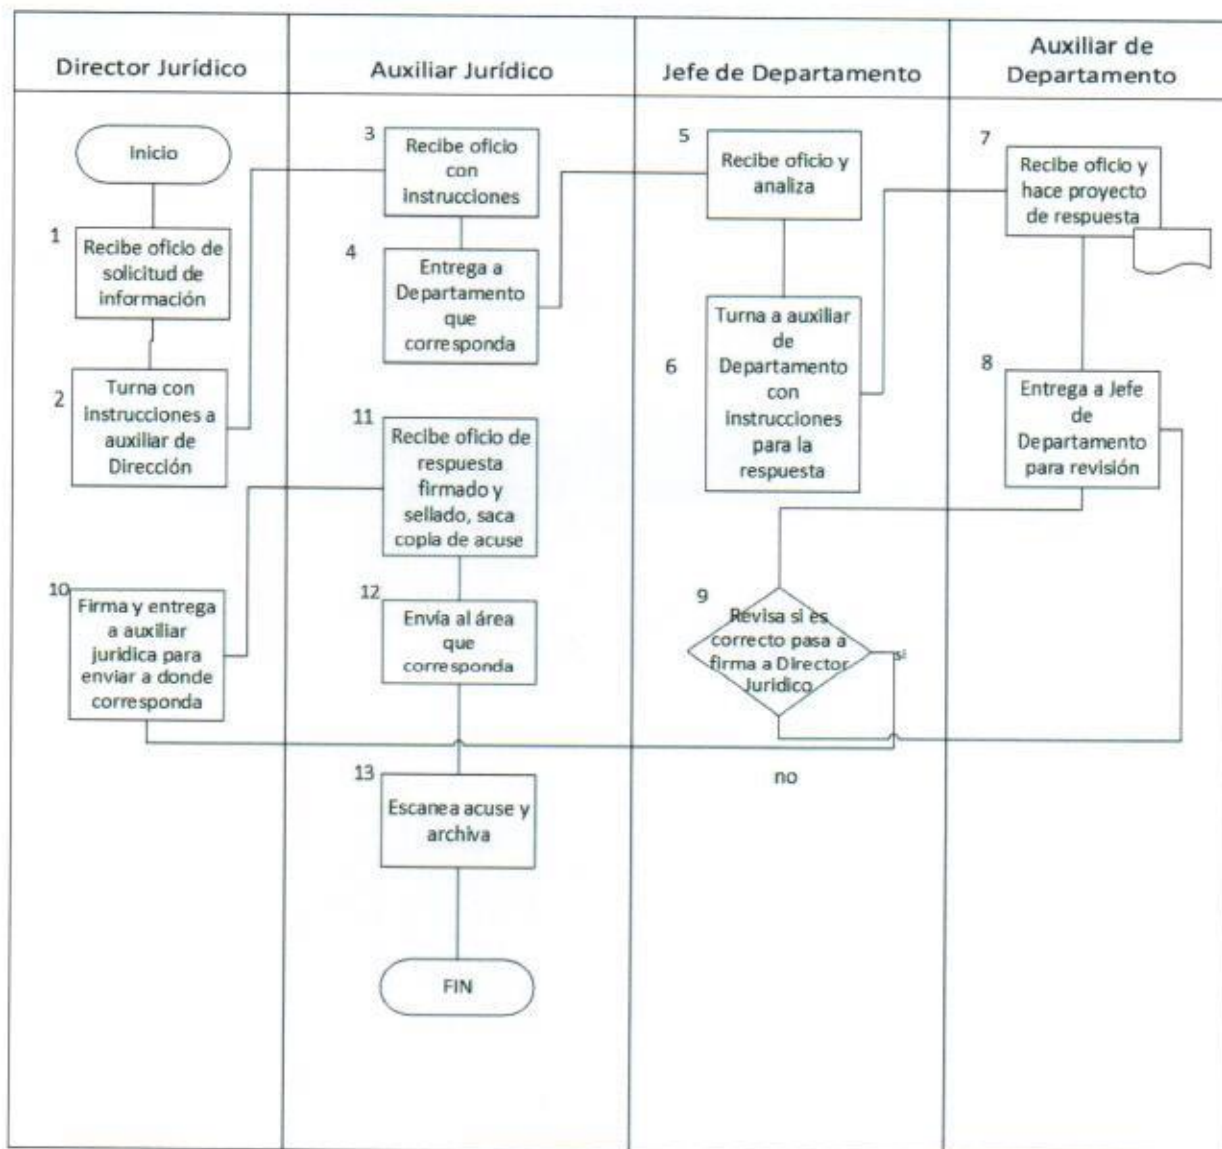 Director Jurídico
Auxiliar Jurídico
Jefe de Departamento
Auxiliar de
Departamento
Inicio
1
Recibe oficio de
solicitud de
información
2
Turna con
instrucciones a
auxiliar de
Dirección
3
Recibe oficio
con
instrucciones
4
Entrega a
Departamento
que
corresponda
5
Recibe oficio y
analiza
6
Turna a auxiliar
de
Departamento
con
instrucciones
para la
respuesta
7
Recibe oficio y
hace proyecto
de respuesta
8
Entrega a Jefe
de
Departamento
para revisión
9
Revisa si es
correcto pasa a
firma a Director
Juridico
si
no
10
Firma y entrega
a auxiliar
juridica para
enviar a donde
corresponda
11
Recibe oficio de
respuesta
firmado y
sellado, saca
copia de acuse
12
Envía al área
que
corresponda
13
Escanea acuse y
archiva
FIN